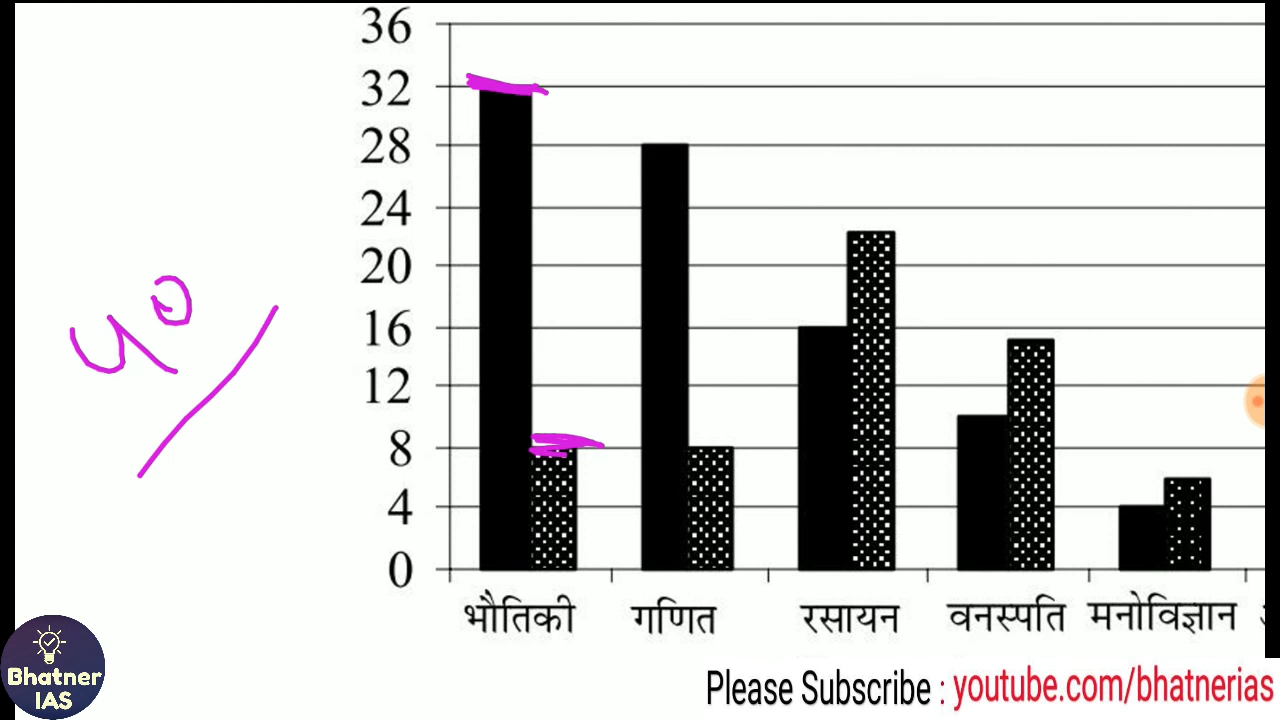 36
32
28
24
20
16
12
8
4
0
40
भौतिकी गणित रसायन वनस्पति मनोविज्ञान
Bhatner
IAS
Please Subscribe : youtube.com/bhatnerias